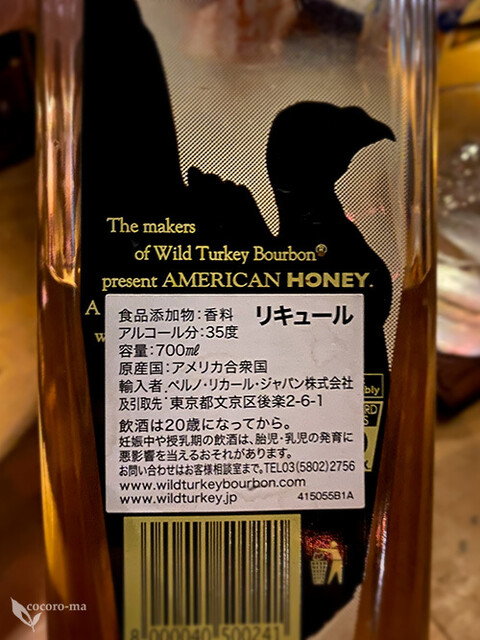 The makers
of Wild Turkey Bourbon®
present AMERICAN HONEY.
A
w
食品添加物:香料 リキュール
アルコール分:35度
容量:700㎖
原産国:アメリカ合衆国
輸入者 ペルノ・リカール・ジャパン株式会社
及引取先:東京都文京区後楽2-6-1
飲酒は20歳になってから。
妊娠中や授乳期の飲酒は、胎児・乳児の発育に
悪影響を与えるおそれがあります。
お問い合わせはお客様相談室まで。TEL03(5802)2756
www.wildturkeybourbon.com
www.wildturkey.jp 415055B1A
8 000040 500241
cocoro-ma